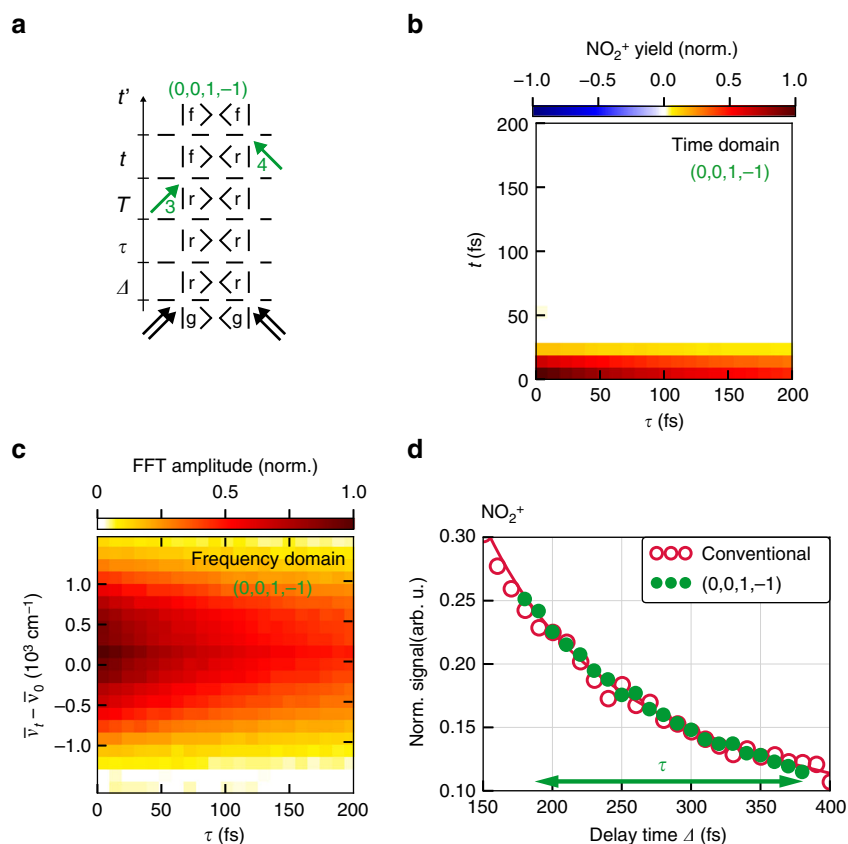 a
(0,0,1,−1)
t'
|f> <f|
t
|f> <r|
4
T
3
|r> <r|
τ
|r> <r|
Δ
|r> <r|
|g> <g|
b
NO₂⁺ yield (norm.)
−1.0 −0.5 0.0 0.5 1.0
Time domain
(0,0,1,−1)
200
150
100
50
0
t (fs)
0 50 100 150 200
τ (fs)
c
FFT amplitude (norm.)
0 0.5 1.0
Frequency domain
(0,0,1,−1)
1.0
0.5
0.0
−0.5
−1.0
ν̅ₜ − ν̅₀ (10³ cm⁻¹)
0 50 100 150 200
τ (fs)
d
NO₂⁺
Conventional
(0,0,1,−1)
0.30
0.25
0.20
0.15
0.10
Norm. signal(arb. u.)
τ
150 200 250 300 350 400
Delay time Δ (fs)